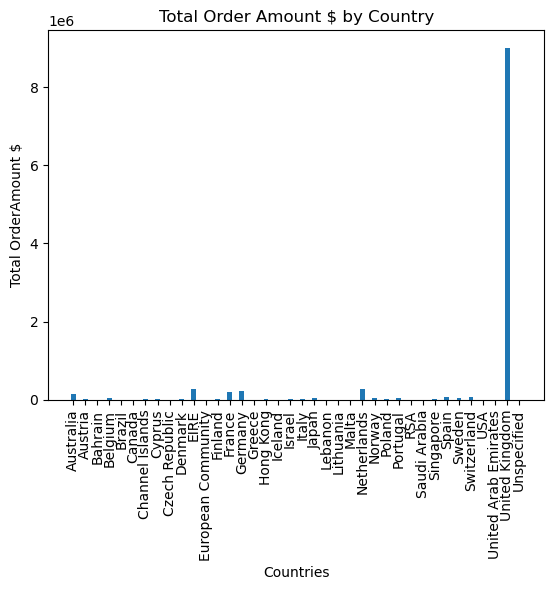 Total Order Amount $ by Country
1e6
8
6
4
2
0
Total OrderAmount $
Australia
Austria
Bahrain
Belgium
Brazil
Canada
Channel Islands
Cyprus
Czech Republic
Denmark
EIRE
European Community
Finland
France
Germany
Greece
Hong Kong
Iceland
Israel
Italy
Japan
Lebanon
Lithuania
Malta
Netherlands
Norway
Poland
Portugal
RSA
Saudi Arabia
Singapore
Spain
Sweden
Switzerland
USA
United Arab Emirates
United Kingdom
Unspecified
Countries